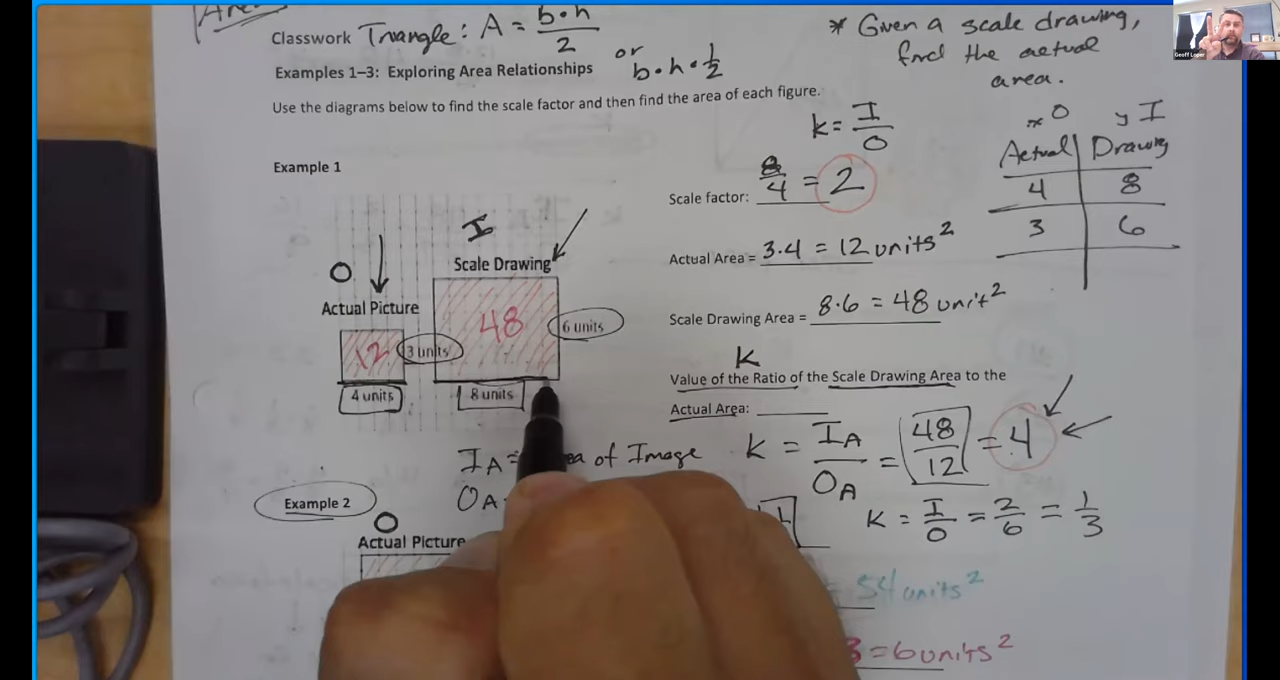 Area
Classwork Triangle: A = b·h / 2
or b·h·1/2
Examples 1–3: Exploring Area Relationships
Use the diagrams below to find the scale factor and then find the area of each figure.
* Given a scale drawing,
find the actual
area.
Geoff Loper
k = I/O
x O y I
Actual Drawing
4 8
3 6
Example 1
Scale factor: 8/4 = 2
Actual Area = 3·4 = 12 units²
Scale Drawing Area = 8·6 = 48 unit²
I
Scale Drawing
O
Actual Picture
48
6 units
12
3 units
4 units
8 units
K
Value of the Ratio of the Scale Drawing Area to the
Actual Area:
K = I A / O A = 48/12 = 4
I A = of Image
O A
K = I/O = 2/6 = 1/3
Example 2
O
Actual Picture
= 54 units²
3 = 6 units²